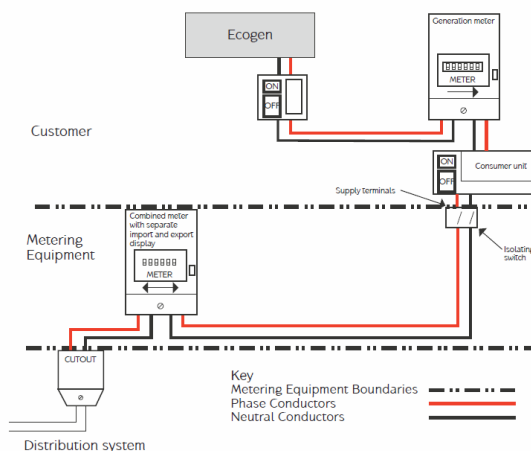 Ecogen
Generation meter
METER
ON
OFF
Customer
ON
OFF
Consumer unit
Supply terminals
Combined meter
with separate
import and export
display
METER
Metering
Equipment
Isolating
switch
CUTOUT
Key
Metering Equipment Boundaries
Phase Conductors
Neutral Conductors
Distribution system